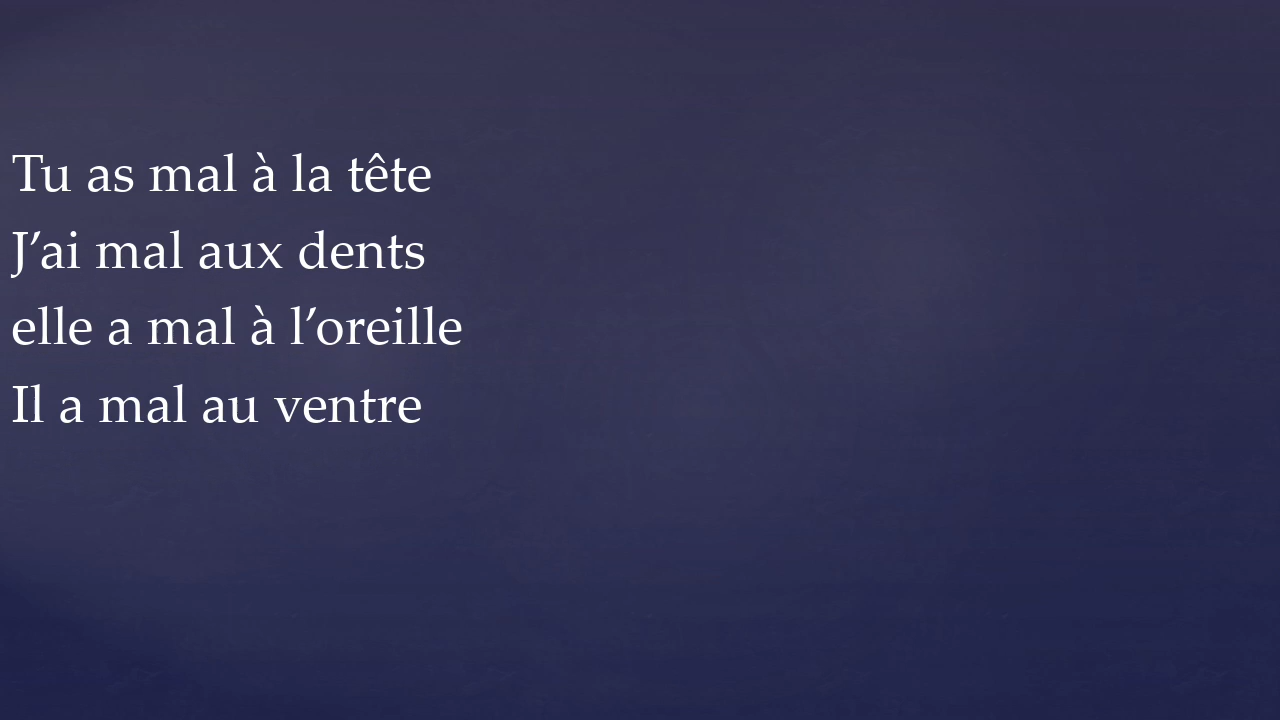 Tu as mal à la tête
J’ai mal aux dents
elle a mal à l’oreille
Il a mal au ventre